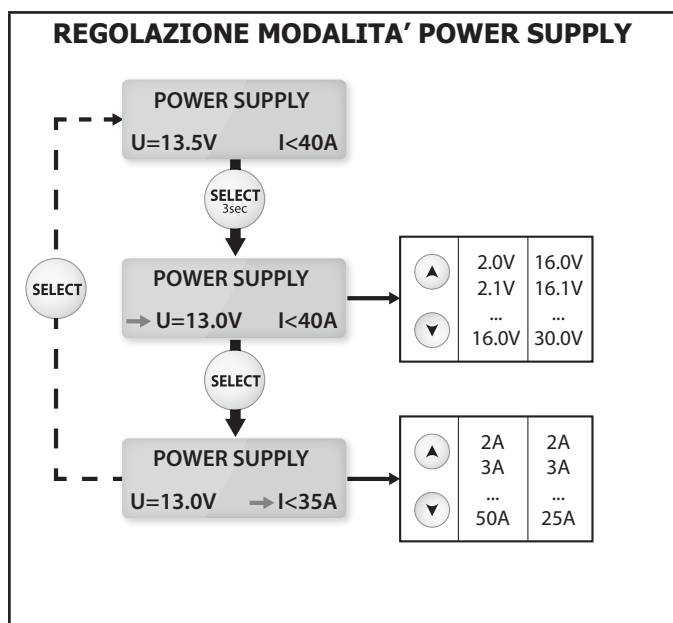 REGOLAZIONE MODALITA’ POWER SUPPLY
POWER SUPPLY
U=13.5V I<40A
SELECT
3sec
SELECT
POWER SUPPLY
U=13.0V I<40A
2.0V 16.0V
2.1V 16.1V
... ...
16.0V 30.0V
SELECT
POWER SUPPLY
U=13.0V I<35A
2A 2A
3A 3A
... ...
50A 25A